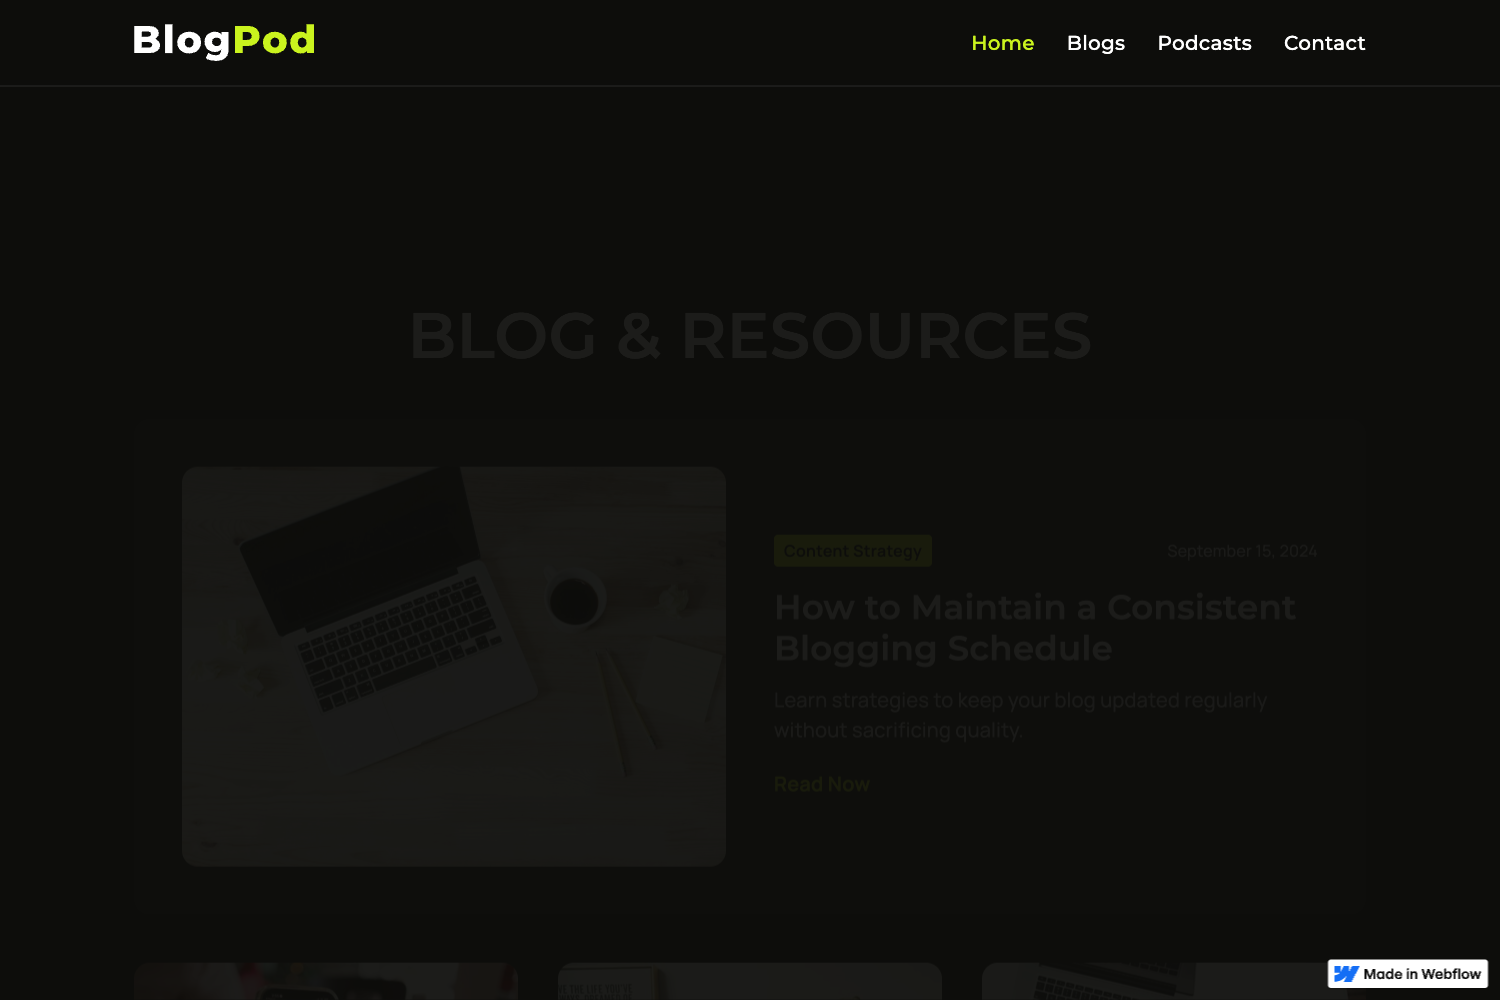 BlogPod
Home Blogs Podcasts Contact
BLOG & RESOURCES
Content Strategy
September 15, 2024
How to Maintain a Consistent
Blogging Schedule
Learn strategies to keep your blog updated regularly
without sacrificing quality.
Read Now
Made in Webflow